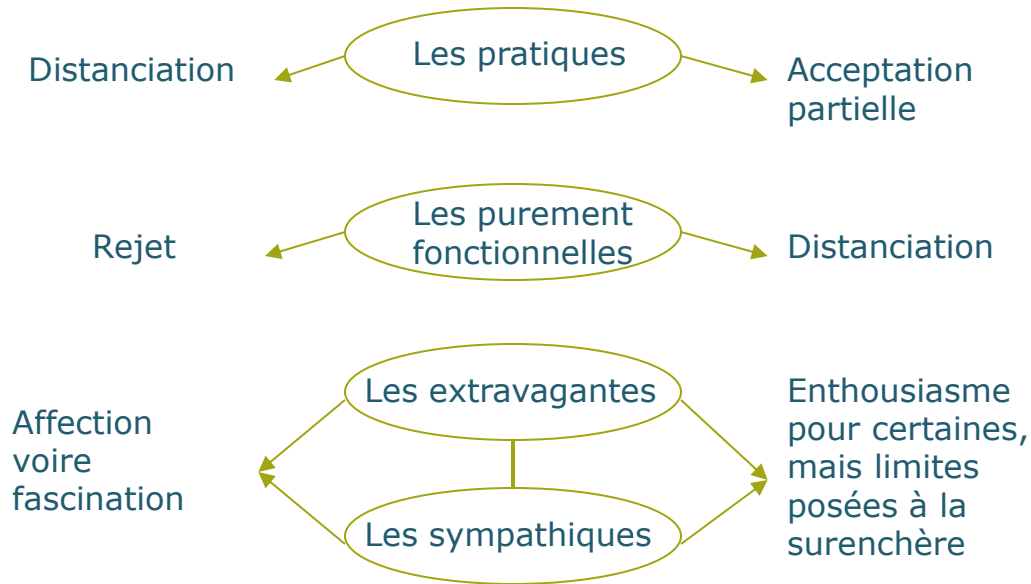 Les pratiques
Distanciation
Acceptation
partielle
Les purement
fonctionnelles
Rejet
Distanciation
Les extravagantes
Affection
voire
fascination
Enthousiasme
pour certaines,
mais limites
posées à la
surenchère
Les sympathiques